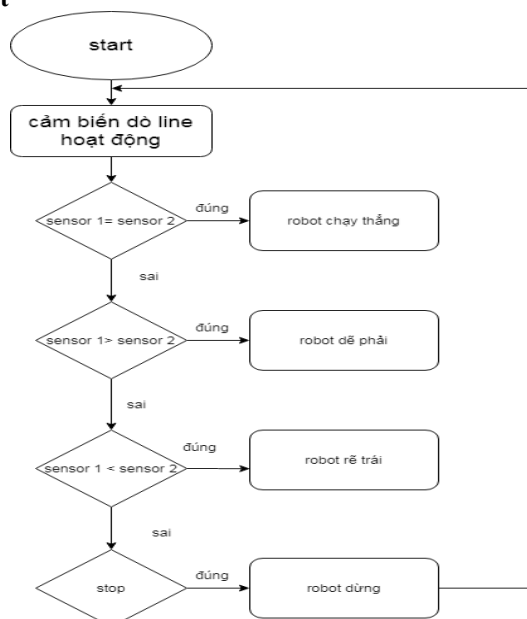 start
cảm biến dò line
hoạt động
sensor 1= sensor 2
đúng
robot chạy thẳng
sai
sensor 1> sensor 2
đúng
robot dẽ phải
sai
sensor 1 < sensor 2
đúng
robot rẽ trái
sai
stop
đúng
robot dừng